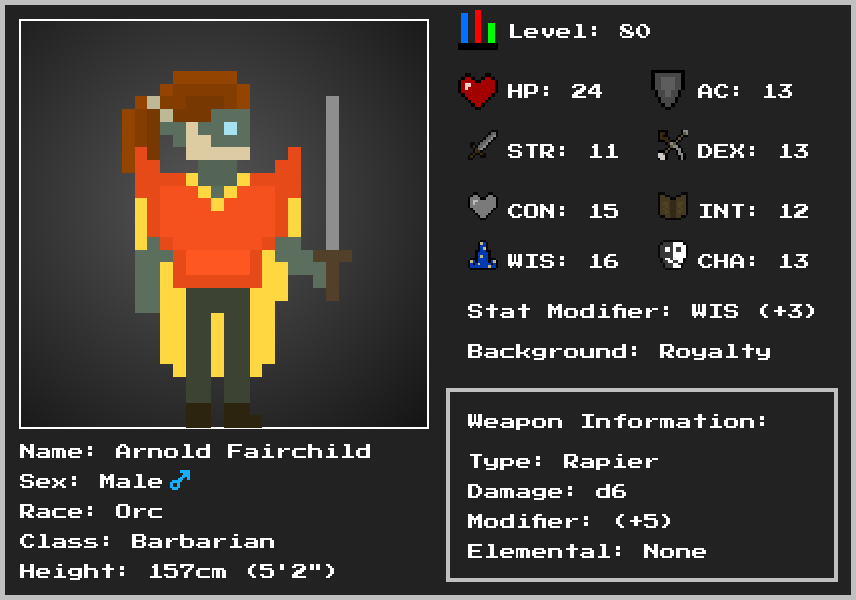 Level: 80
HP: 24
AC: 13
STR: 11
DEX: 13
CON: 15
INT: 12
WIS: 16
CHA: 13
Stat Modifier: WIS (+3)
Background: Royalty
Weapon Information:
Type: Rapier
Damage: d6
Modifier: (+5)
Elemental: None
Name: Arnold Fairchild
Sex: Male♂
Race: Orc
Class: Barbarian
Height: 157cm (5'2")